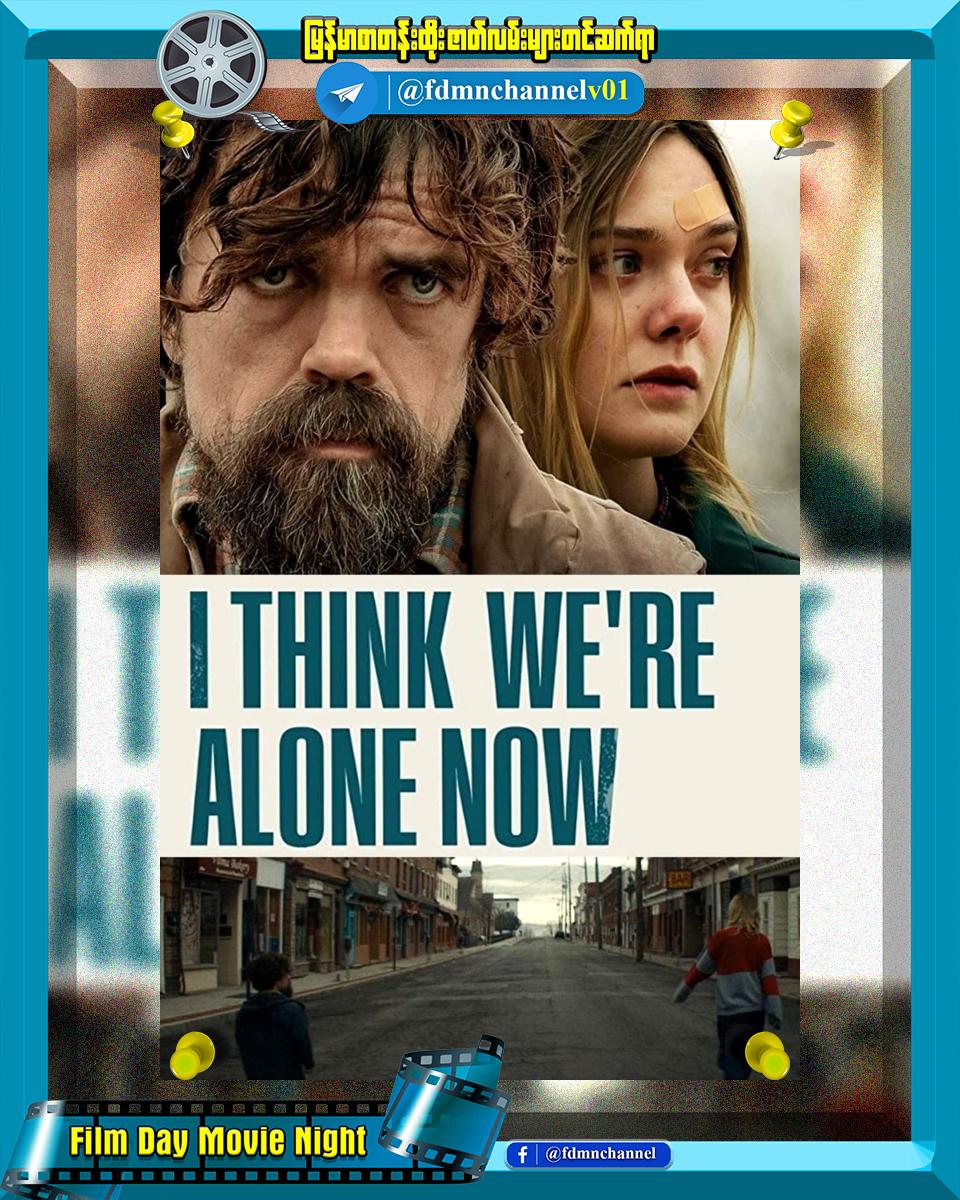 မြန်မာစာတန်းထိုးဇာတ်လမ်းများတင်ဆက်ရာ
@fdmnchannelv01
I THINK WE'RE
ALONE NOW
BAR
Film Day Movie Night
@fdmnchannel